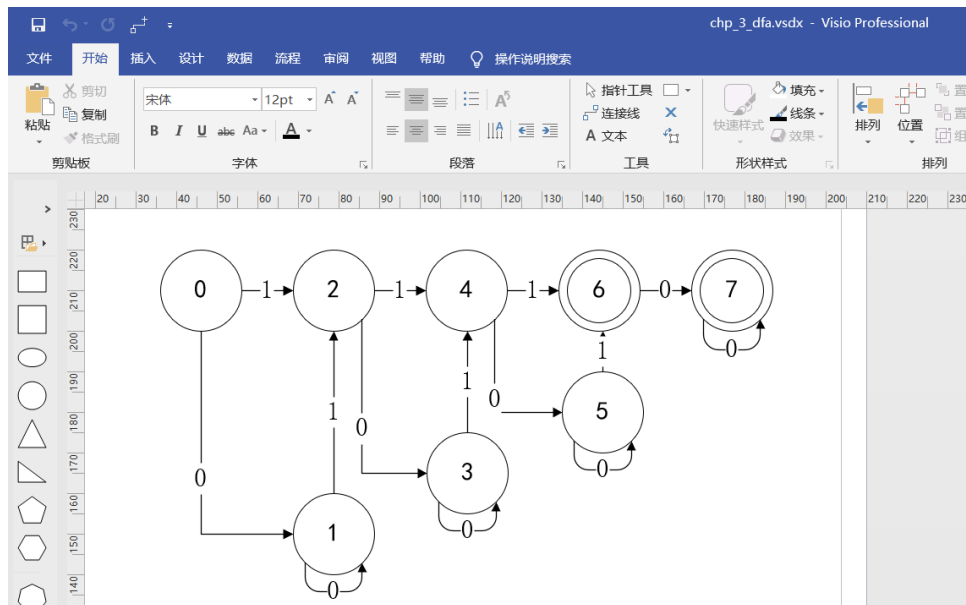 chp_3_dfa.vsdx - Visio Professional
文件 开始 插入 设计 数据 流程 审阅 视图 帮助 操作说明搜索
粘贴 剪切 复制 格式刷
剪贴板
宋体 12pt A A
B I U abc Aa A
字体
段落
指针工具
连接线 X
A 文本
工具
快速样式 填充 线条 效果
形状样式
排列 位置 置 置 组
排列
20 30 40 50 60 70 80 90 100 110 120 130 140 150 160 170 180 190 200 210 220 230
230 220 210 200 190 180 170 160 150 140
0 1 2 1 4 1 6 0 7
0
1
1
0
5
1
0
0
0
3
0
1
0